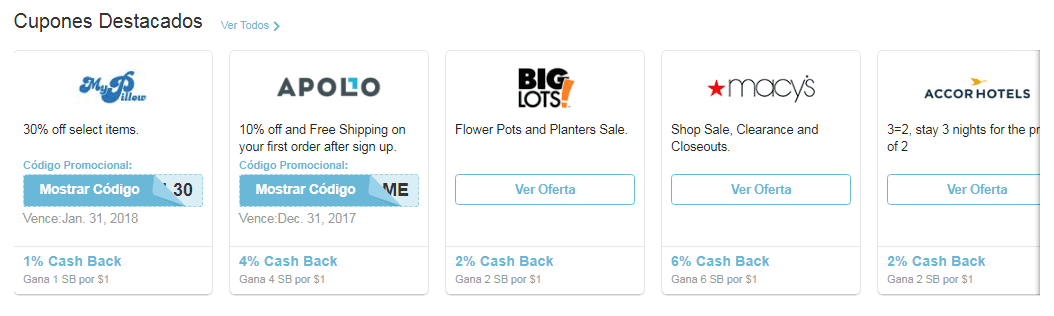 Cupones Destacados Ver Todos
My Pillow
30% off select items.
Código Promocional:
Mostrar Código 30
Vence:Jan. 31, 2018
1% Cash Back
Gana 1 SB por $1
APOLLO
10% off and Free Shipping on
your first order after sign up.
Código Promocional:
Mostrar Código ME
Vence:Dec. 31, 2017
4% Cash Back
Gana 4 SB por $1
BIG
LOTS!
Flower Pots and Planters Sale.
Ver Oferta
2% Cash Back
Gana 2 SB por $1
macy's
Shop Sale, Clearance and
Closeouts.
Ver Oferta
6% Cash Back
Gana 6 SB por $1
ACCORHOTELS
3=2, stay 3 nights for the
of 2
Ver Oferta
2% Cash Back
Gana 2 SB por $1